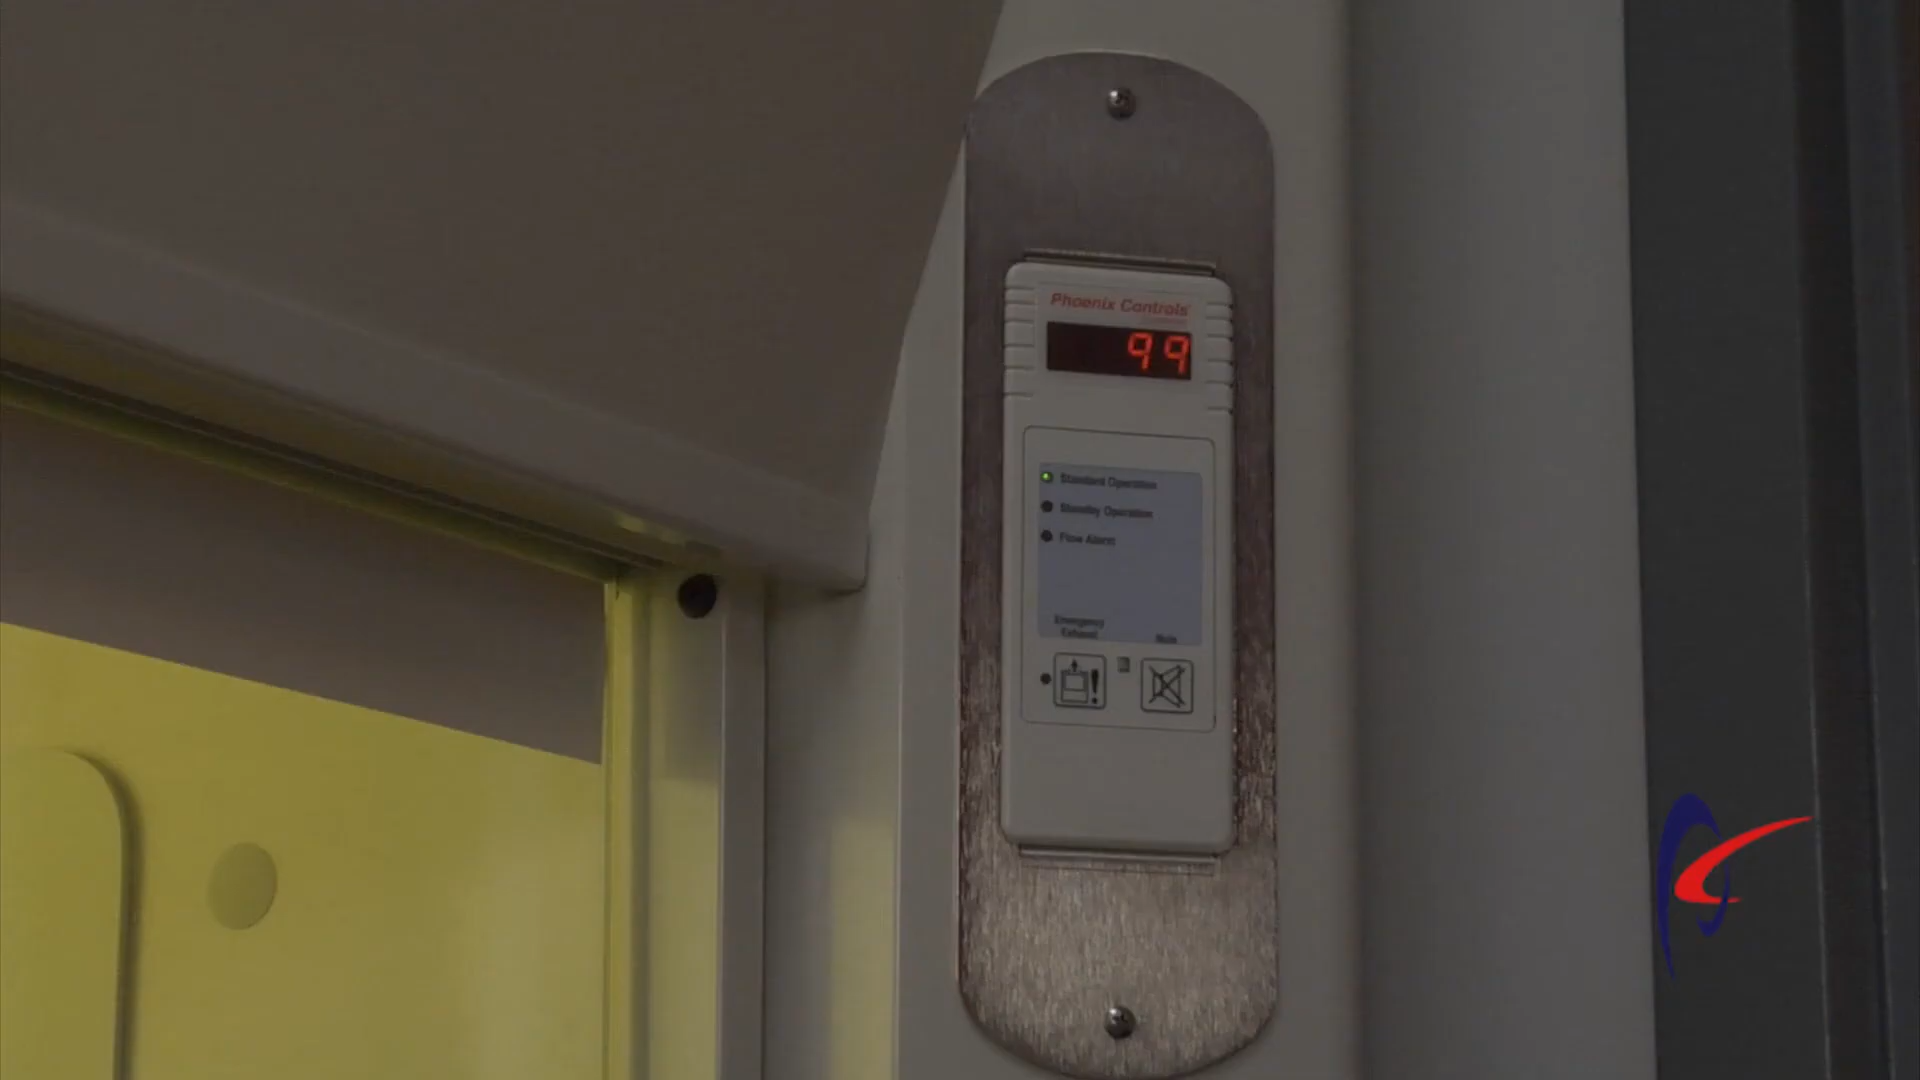 Phoenix Controls
99
Standard Operation
Standby Operation
Flow Alarm
Emergency
Exhaust
Mute